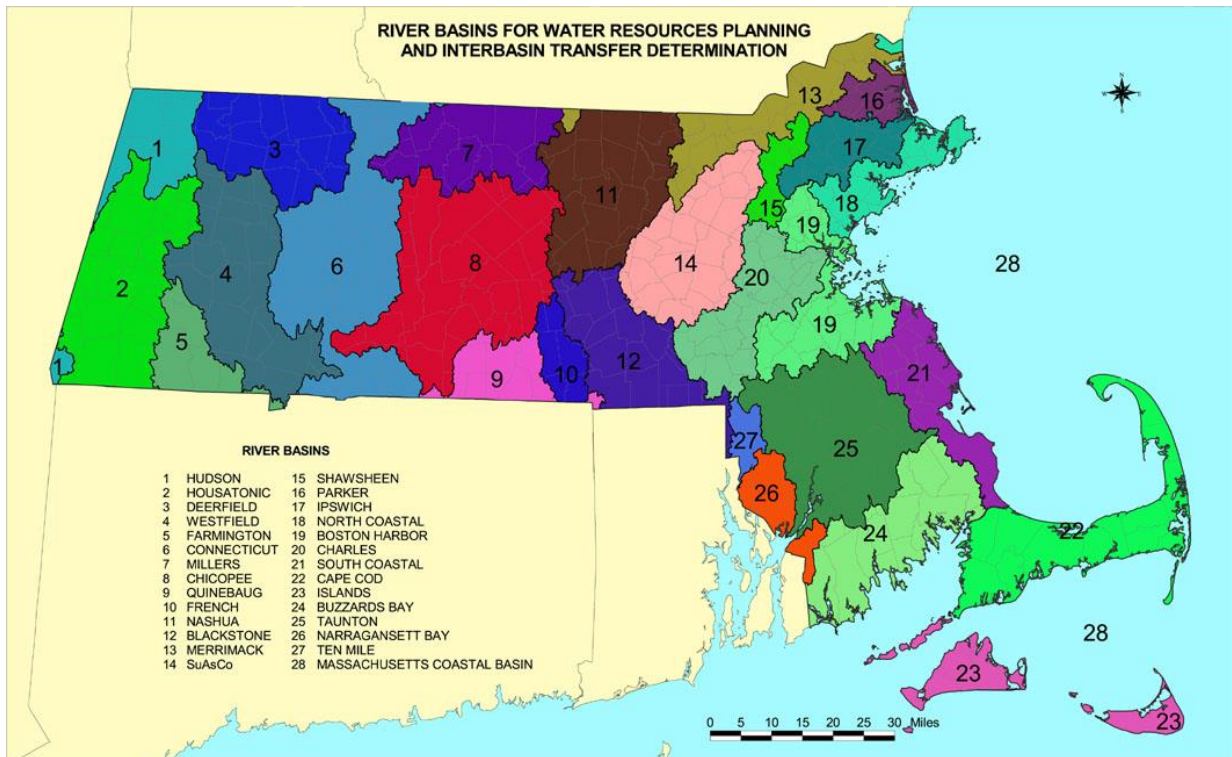 RIVER BASINS FOR WATER RESOURCES PLANNING
AND INTERBASIN TRANSFER DETERMINATION
N
13
16
1
3
7
17
11
15
18
19
14
28
4
6
8
20
2
19
5
12
1
9
10
21
27
25
26
24
22
28
23
23
RIVER BASINS
1 HUDSON
2 HOUSATONIC
3 DEERFIELD
4 WESTFIELD
5 FARMINGTON
6 CONNECTICUT
7 MILLERS
8 CHICOPEE
9 QUINEBAUG
10 FRENCH
11 NASHUA
12 BLACKSTONE
13 MERRIMACK
14 SuAsCo
15 SHAWSHEEN
16 PARKER
17 IPSWICH
18 NORTH COASTAL
19 BOSTON HARBOR
20 CHARLES
21 SOUTH COASTAL
22 CAPE COD
23 ISLANDS
24 BUZZARDS BAY
25 TAUNTON
26 NARRAGANSETT BAY
27 TEN MILE
28 MASSACHUSETTS COASTAL BASIN
0 5 10 15 20 25 30 Miles